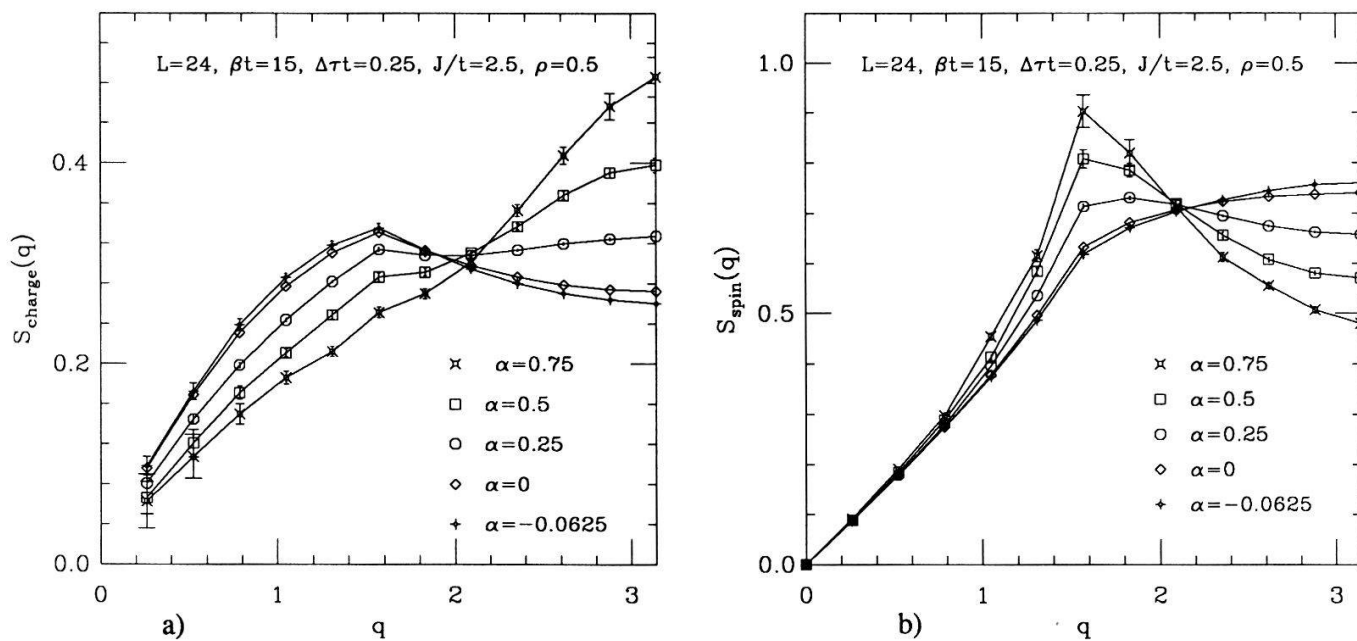 L=24, βt=15, Δτt=0.25, J/t=2.5, ρ=0.5
S_charge(q)
0.4
0.2
0.0
α=0.75
α=0.5
α=0.25
α=0
α=−0.0625
0 1 2 3
a) q
L=24, βt=15, Δτt=0.25, J/t=2.5, ρ=0.5
S_spin(q)
1.0
0.5
0.0
α=0.75
α=0.5
α=0.25
α=0
α=−0.0625
0 1 2 3
b) q